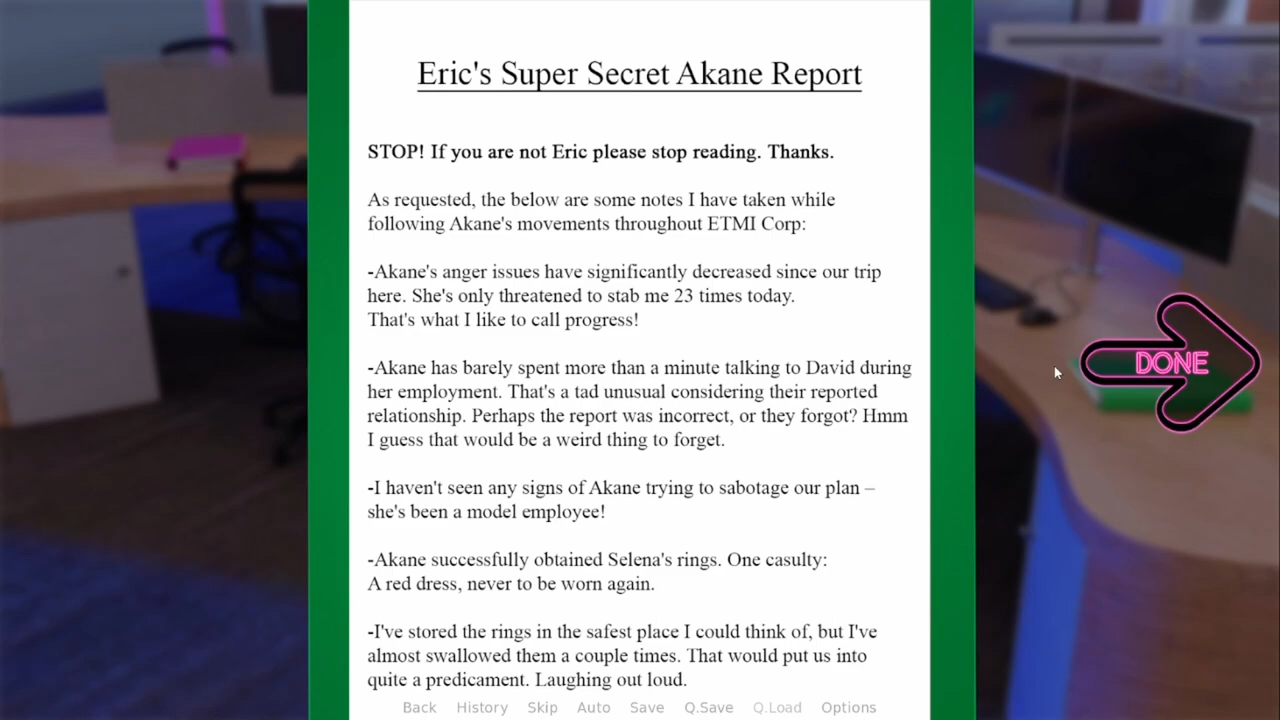 Eric's Super Secret Akane Report
STOP! If you are not Eric please stop reading. Thanks.
As requested, the below are some notes I have taken while
following Akane's movements throughout ETMI Corp:
-Akane's anger issues have significantly decreased since our trip
here. She's only threatened to stab me 23 times today.
That's what I like to call progress!
-Akane has barely spent more than a minute talking to David during
her employment. That's a tad unusual considering their reported
relationship. Perhaps the report was incorrect, or they forgot? Hmm
I guess that would be a weird thing to forget.
-I haven't seen any signs of Akane trying to sabotage our plan –
she's been a model employee!
-Akane successfully obtained Selena's rings. One casulty:
A red dress, never to be worn again.
-I've stored the rings in the safest place I could think of, but I've
almost swallowed them a couple times. That would put us into
quite a predicament. Laughing out loud.
DONE
Back History Skip Auto Save Q.Save Q.Load Options